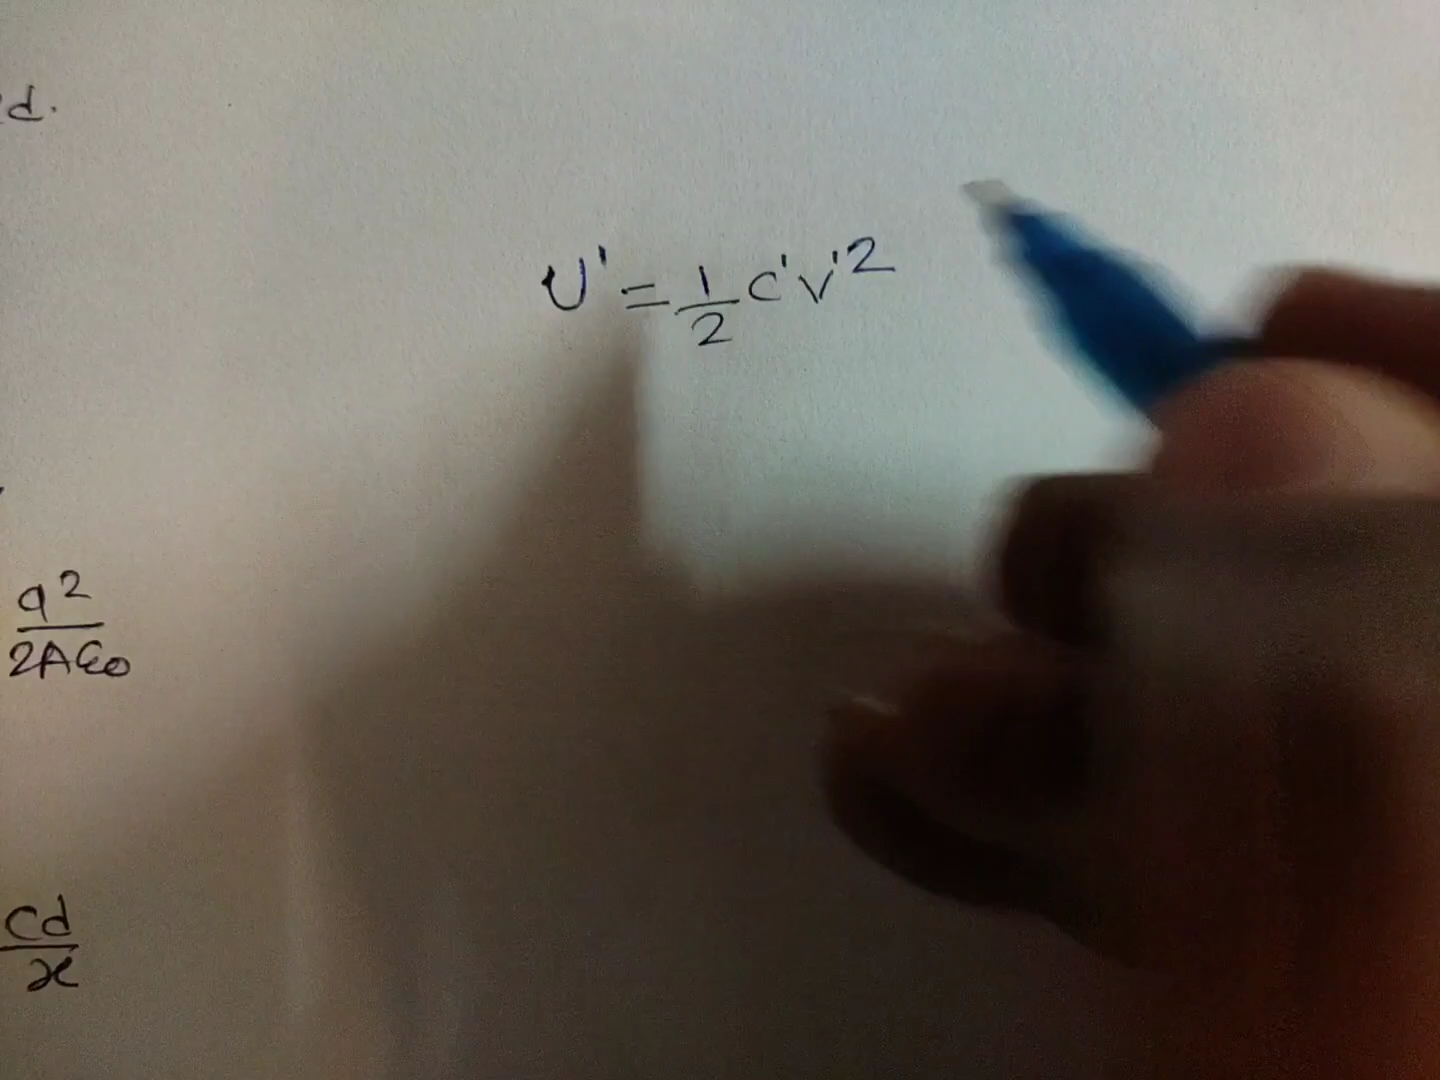 d.
U' = 1/2 C'V'²
q²/2Aε₀
Cd/x